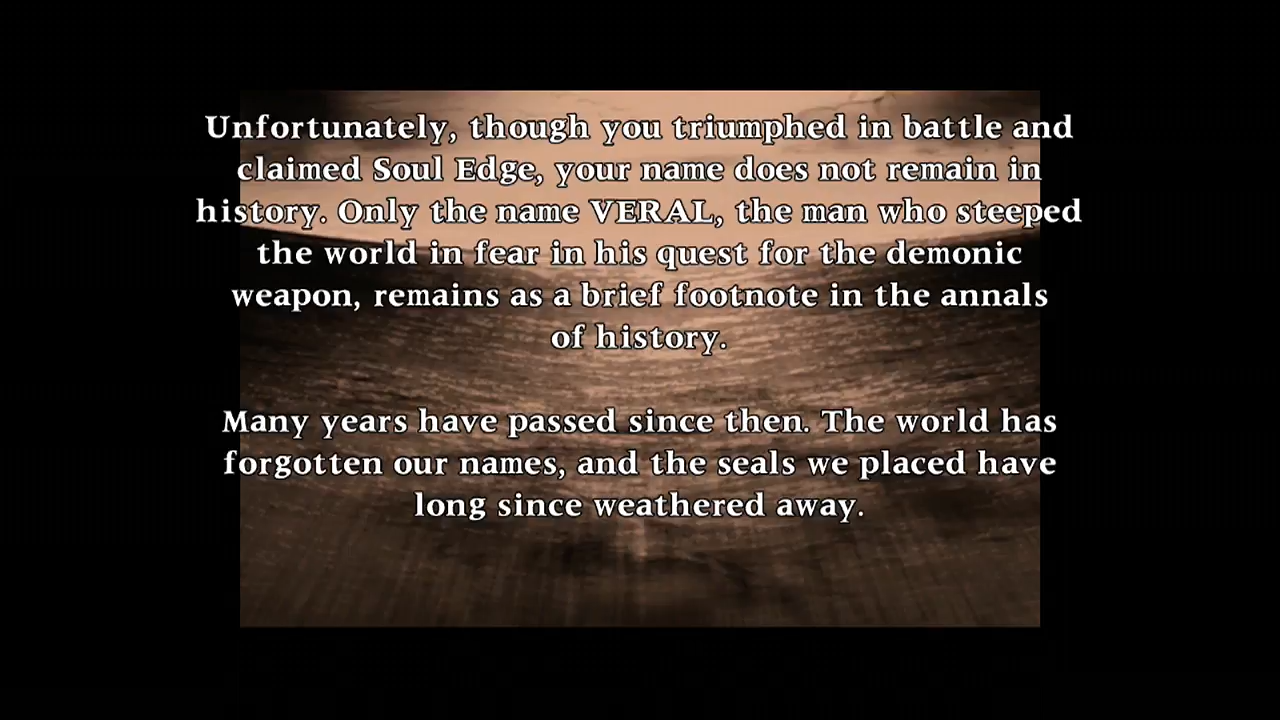 Unfortunately, though you triumphed in battle and
claimed Soul Edge, your name does not remain in
history. Only the name VERAL, the man who steeped
the world in fear in his quest for the demonic
weapon, remains as a brief footnote in the annals
of history.
Many years have passed since then. The world has
forgotten our names, and the seals we placed have
long since weathered away.